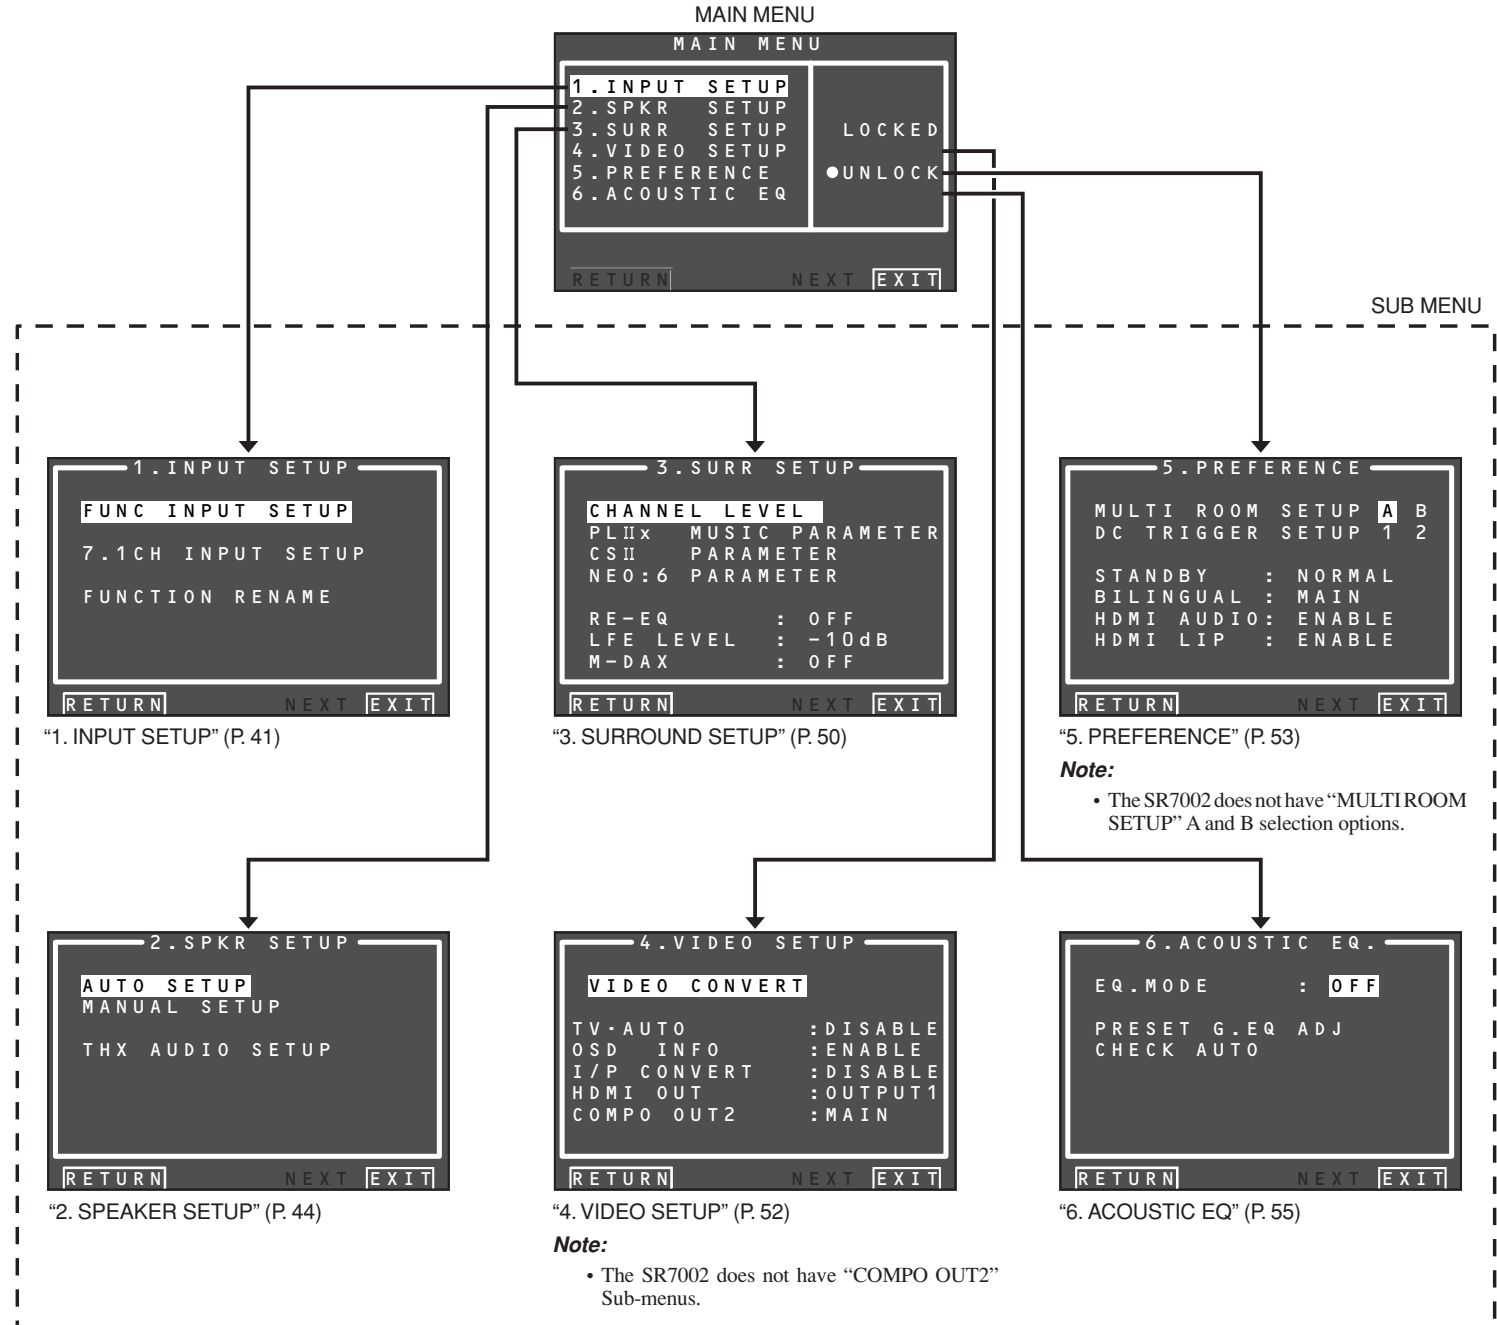 MAIN MENU
MAIN MENU
1.INPUT SETUP
2.SPKR SETUP
3.SURR SETUP
4.VIDEO SETUP
5.PREFERENCE
6.ACOUSTIC EQ
LOCKED
●UNLOCK
RETURN NEXT EXIT
SUB MENU
1.INPUT SETUP
FUNC INPUT SETUP
7.1CH INPUT SETUP
FUNCTION RENAME
RETURN NEXT EXIT
“1. INPUT SETUP” (P. 41)
3.SURR SETUP
CHANNEL LEVEL
PLIIx MUSIC PARAMETER
CSII PARAMETER
NEO:6 PARAMETER
RE-EQ : OFF
LFE LEVEL : -10dB
M-DAX : OFF
RETURN NEXT EXIT
“3. SURROUND SETUP” (P. 50)
5.PREFERENCE
MULTI ROOM SETUP A B
DC TRIGGER SETUP 1 2
STANDBY : NORMAL
BILINGUAL : MAIN
HDMI AUDIO: ENABLE
HDMI LIP : ENABLE
RETURN NEXT EXIT
“5. PREFERENCE” (P. 53)
Note:
• The SR7002 does not have “MULTI ROOM
SETUP” A and B selection options.
2.SPKR SETUP
AUTO SETUP
MANUAL SETUP
THX AUDIO SETUP
RETURN NEXT EXIT
“2. SPEAKER SETUP” (P. 44)
4.VIDEO SETUP
VIDEO CONVERT
TV·AUTO :DISABLE
OSD INFO :ENABLE
I/P CONVERT :DISABLE
HDMI OUT :OUTPUT1
COMPO OUT2 :MAIN
RETURN NEXT EXIT
“4. VIDEO SETUP” (P. 52)
Note:
• The SR7002 does not have “COMPO OUT2”
Sub-menus.
6.ACOUSTIC EQ.
EQ.MODE : OFF
PRESET G.EQ ADJ
CHECK AUTO
RETURN NEXT EXIT
“6. ACOUSTIC EQ” (P. 55)